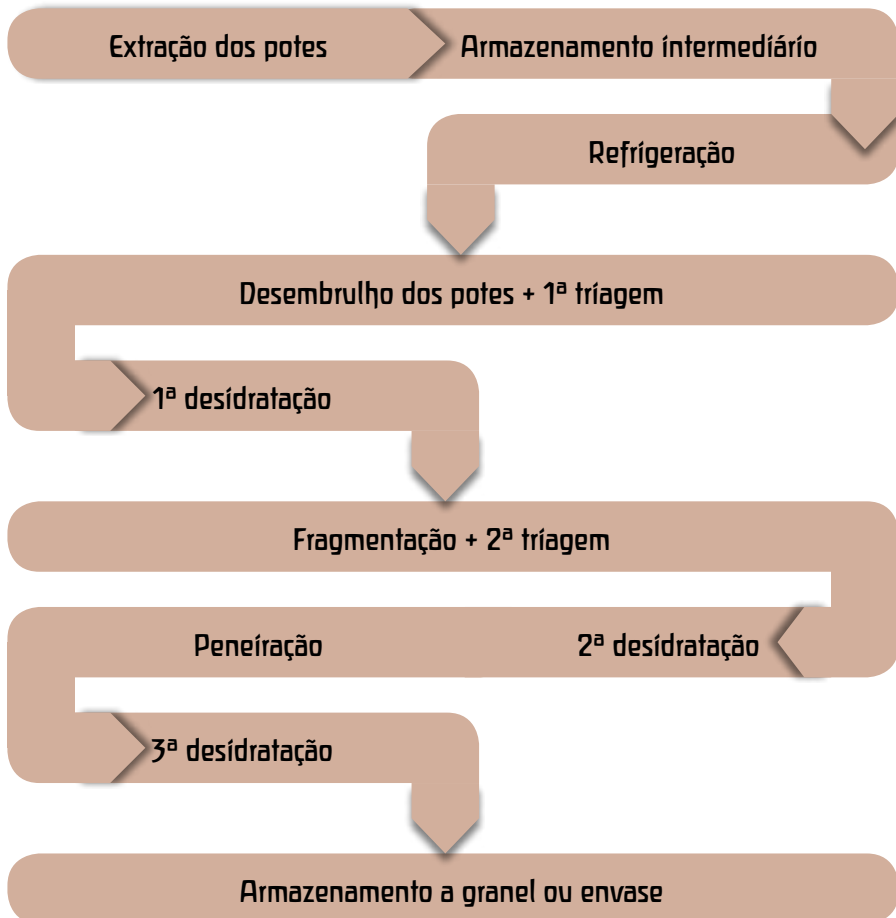 Extração dos potes
Armazenamento intermediário
Refrigeração
Desembrulho dos potes + 1ª triagem
1ª desidratação
Fragmentação + 2ª triagem
2ª desidratação
Peneiração
3ª desidratação
Armazenamento a granel ou envase